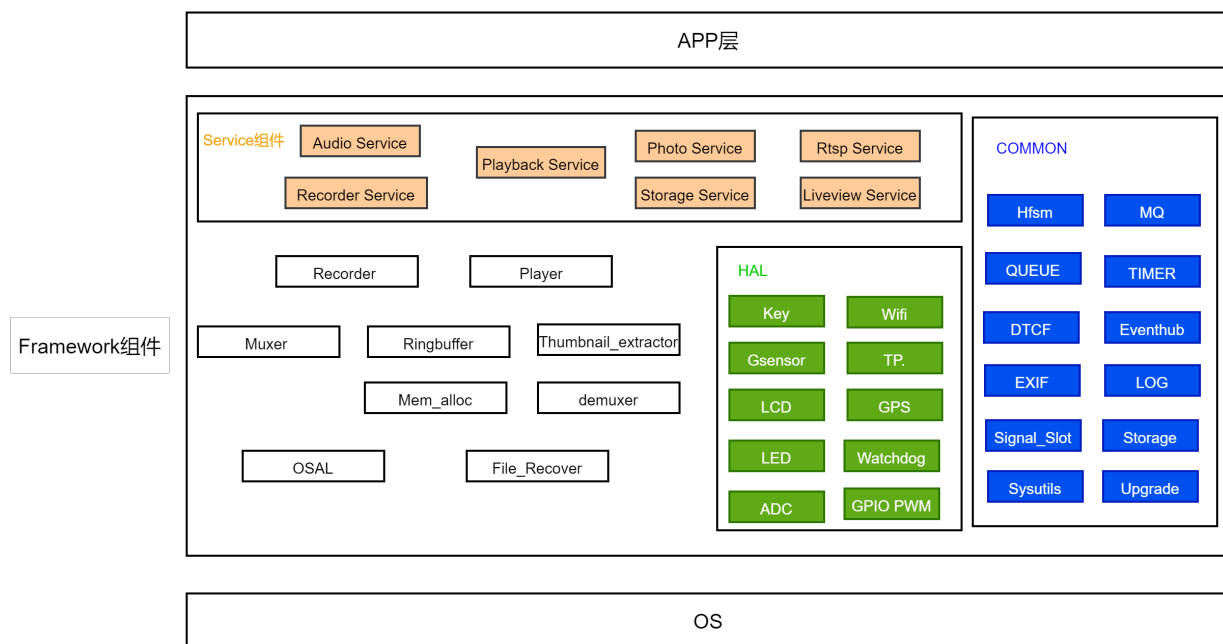 APP层
Framework组件
Service组件
Audio Service
Playback Service
Photo Service
Rtsp Service
Recorder Service
Storage Service
Liveview Service
Recorder
Player
Muxer
Ringbuffer
Thumbnail_extractor
Mem_alloc
demuxer
OSAL
File_Recover
HAL
Key
Wifi
Gsensor
TP.
LCD
GPS
LED
Watchdog
ADC
GPIO PWM
COMMON
Hfsm
MQ
QUEUE
TIMER
DTCF
Eventhub
EXIF
LOG
Signal_Slot
Storage
Sysutils
Upgrade
OS